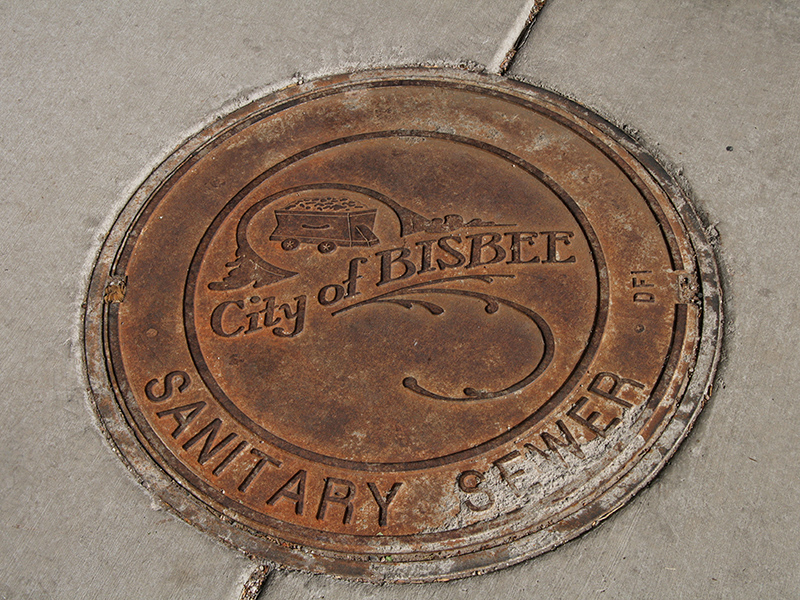 City of BISBEE
DFI
SANITARY SEWER